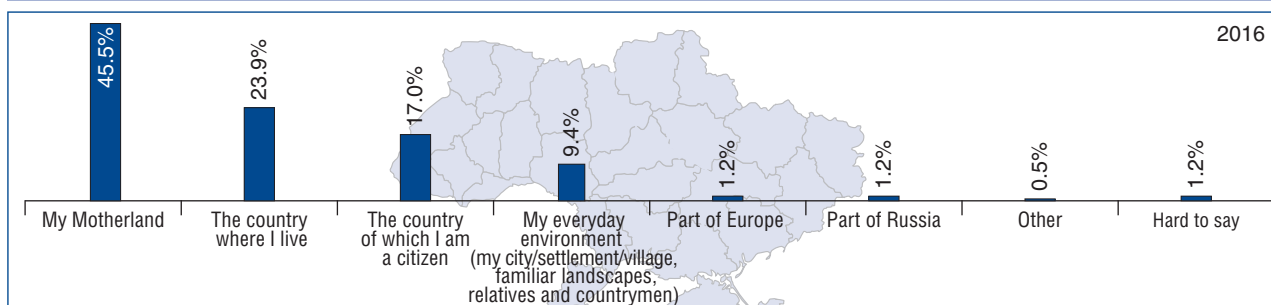 2016
45.5%
23.9%
17.0%
9.4%
1.2%
1.2%
0.5%
1.2%
My Motherland
The country
where I live
The country
of which I am
a citizen
My everyday
environment
(my city/settlement/village,
familiar landscapes,
relatives and countrymen)
Part of Europe
Part of Russia
Other
Hard to say